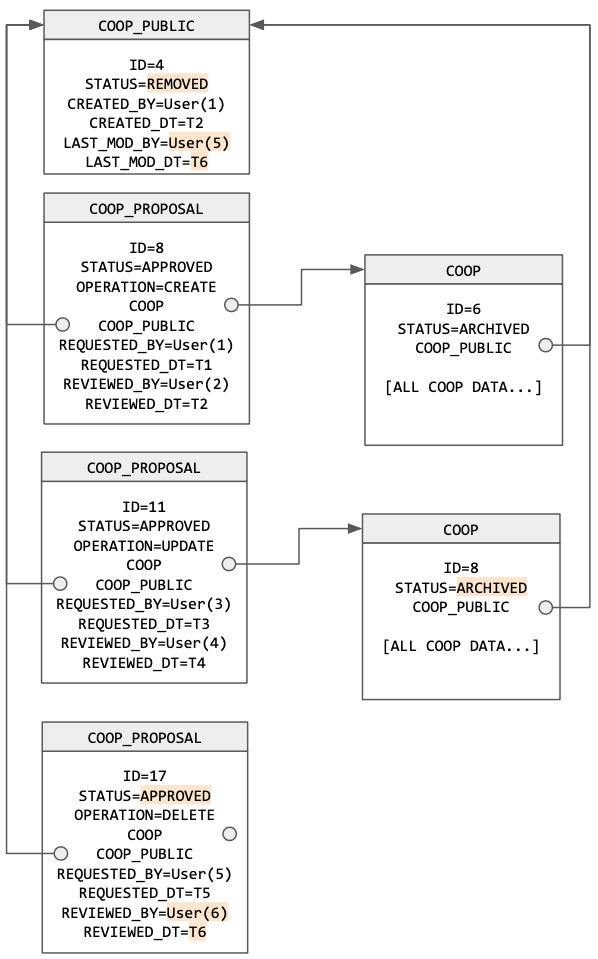 COOP_PUBLIC
ID=4
STATUS=REMOVED
CREATED_BY=User(1)
CREATED_DT=T2
LAST_MOD_BY=User(5)
LAST_MOD_DT=T6
COOP_PROPOSAL
ID=8
STATUS=APPROVED
OPERATION=CREATE
COOP
COOP_PUBLIC
REQUESTED_BY=User(1)
REQUESTED_DT=T1
REVIEWED_BY=User(2)
REVIEWED_DT=T2
COOP
ID=6
STATUS=ARCHIVED
COOP_PUBLIC
[ALL COOP DATA...]
COOP_PROPOSAL
ID=11
STATUS=APPROVED
OPERATION=UPDATE
COOP
COOP_PUBLIC
REQUESTED_BY=User(3)
REQUESTED_DT=T3
REVIEWED_BY=User(4)
REVIEWED_DT=T4
COOP
ID=8
STATUS=ARCHIVED
COOP_PUBLIC
[ALL COOP DATA...]
COOP_PROPOSAL
ID=17
STATUS=APPROVED
OPERATION=DELETE
COOP
COOP_PUBLIC
REQUESTED_BY=User(5)
REQUESTED_DT=T5
REVIEWED_BY=User(6)
REVIEWED_DT=T6